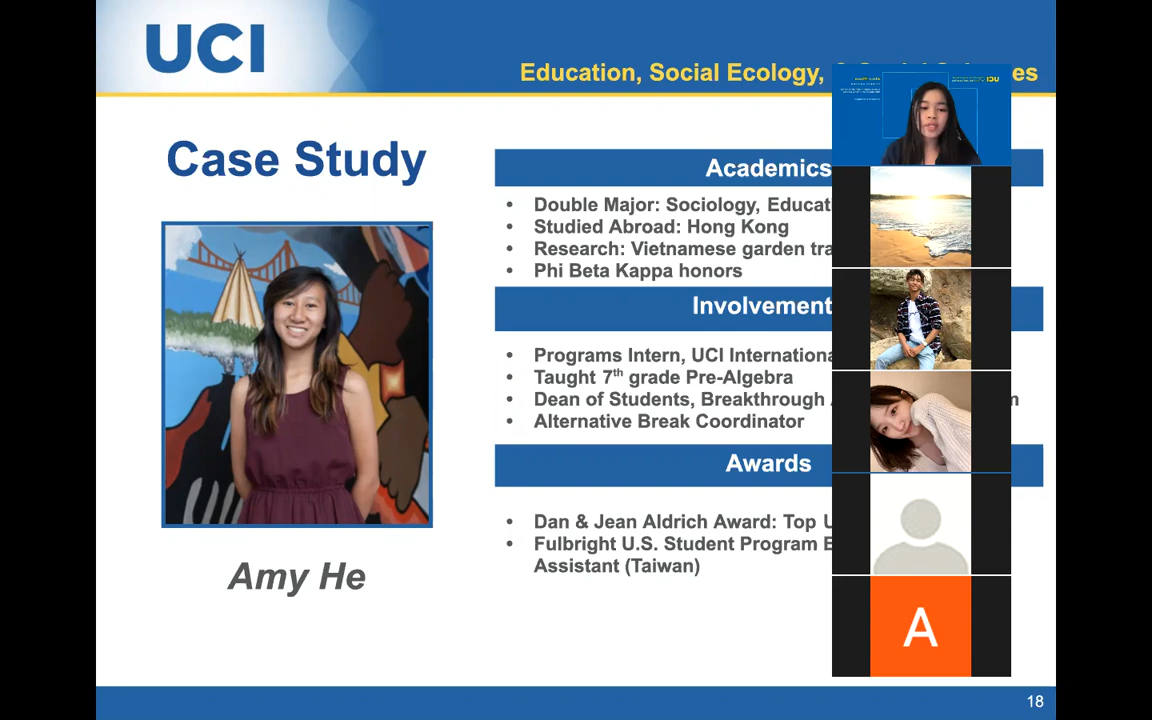 UCI
Education, Social Ecology,
Case Study
Academics
• Double Major: Sociology, Educat
• Studied Abroad: Hong Kong
• Research: Vietnamese garden tra
• Phi Beta Kappa honors
Involvement
• Programs Intern, UCI Internationa
• Taught 7th grade Pre-Algebra
• Dean of Students, Breakthrough
• Alternative Break Coordinator
Awards
• Dan & Jean Aldrich Award: Top U
• Fulbright U.S. Student Program E
Assistant (Taiwan)
Amy He
A
18